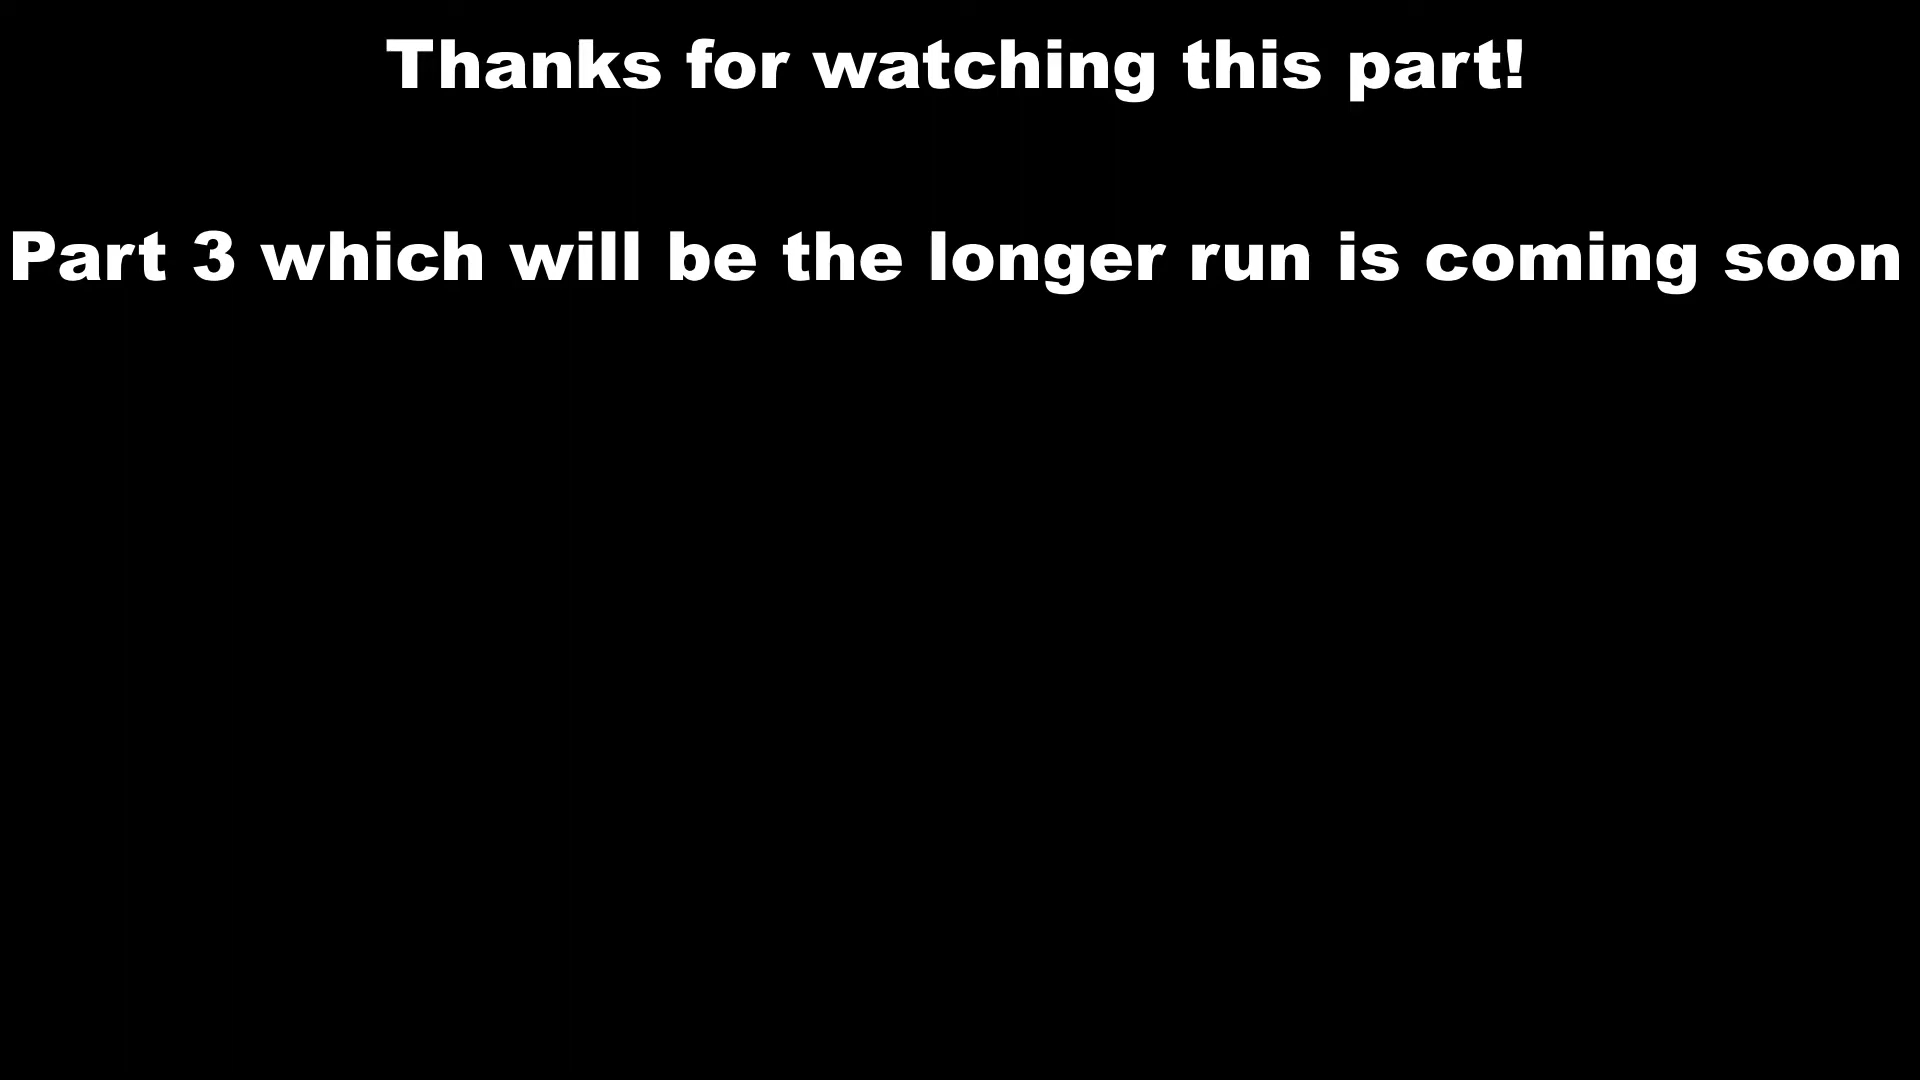 Thanks for watching this part!
Part 3 which will be the longer run is coming soon